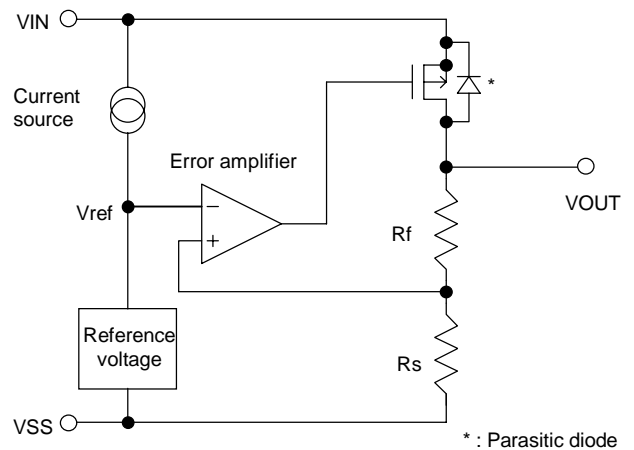 VIN
Current
source
*
Error amplifier
Vref
−
+
VOUT
Rf
Reference
voltage
Rs
VSS
* : Parasitic diode